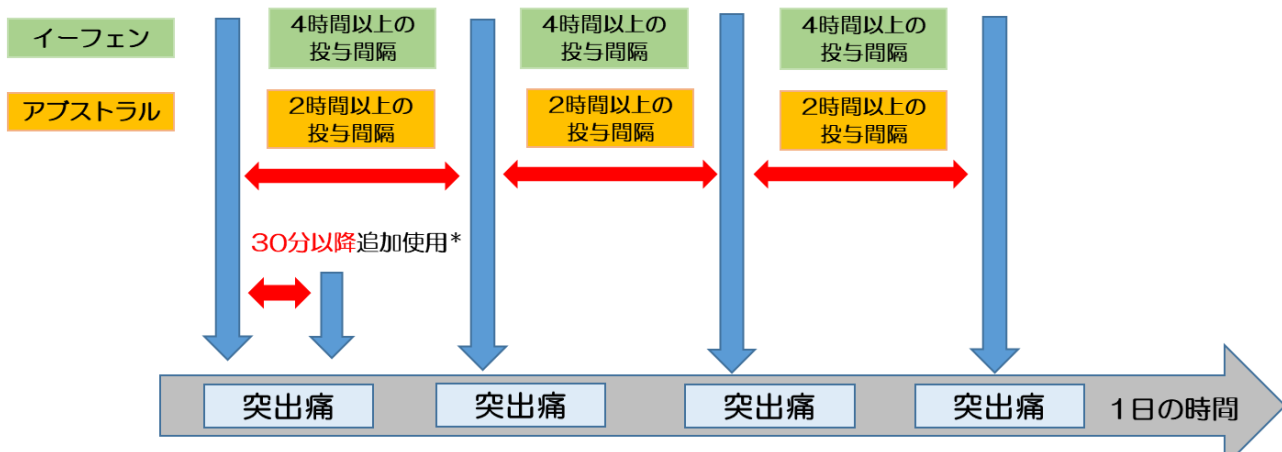 イーフェン
4時間以上の
投与間隔
4時間以上の
投与間隔
4時間以上の
投与間隔
アブストラル
2時間以上の
投与間隔
2時間以上の
投与間隔
2時間以上の
投与間隔
30分以降追加使用*
突出痛
突出痛
突出痛
突出痛
1日の時間